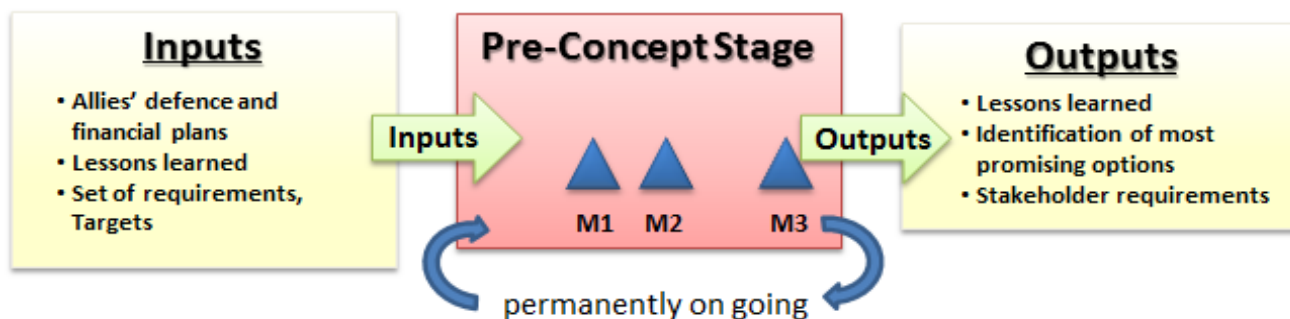 Inputs
• Allies' defence and
financial plans
• Lessons learned
• Set of requirements,
Targets
Inputs
Pre-Concept Stage
M1 M2 M3
permanently on going
Outputs
Outputs
• Lessons learned
• Identification of most
promising options
• Stakeholder requirements